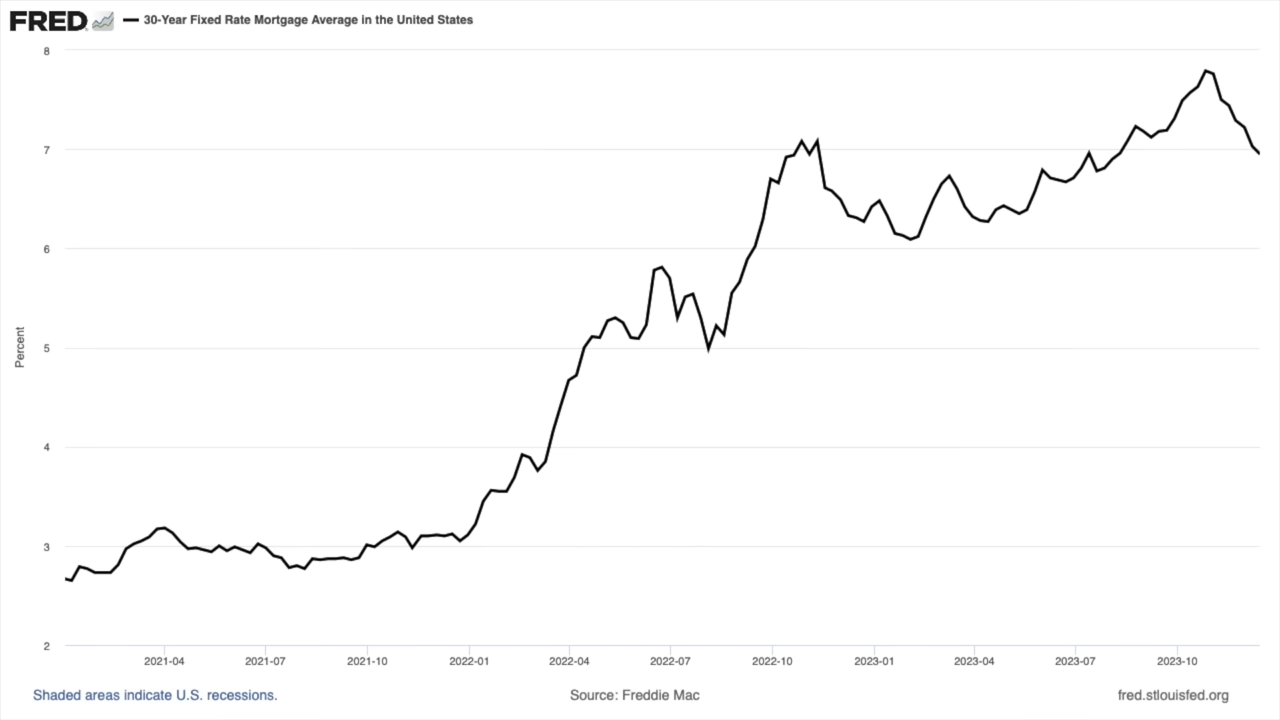 FRED 30-Year Fixed Rate Mortgage Average in the United States
8
7
6
5
4
3
2
Percent
2021-04 2021-07 2021-10 2022-01 2022-04 2022-07 2022-10 2023-01 2023-04 2023-07 2023-10
Shaded areas indicate U.S. recessions. Source: Freddie Mac fred.stlouisfed.org